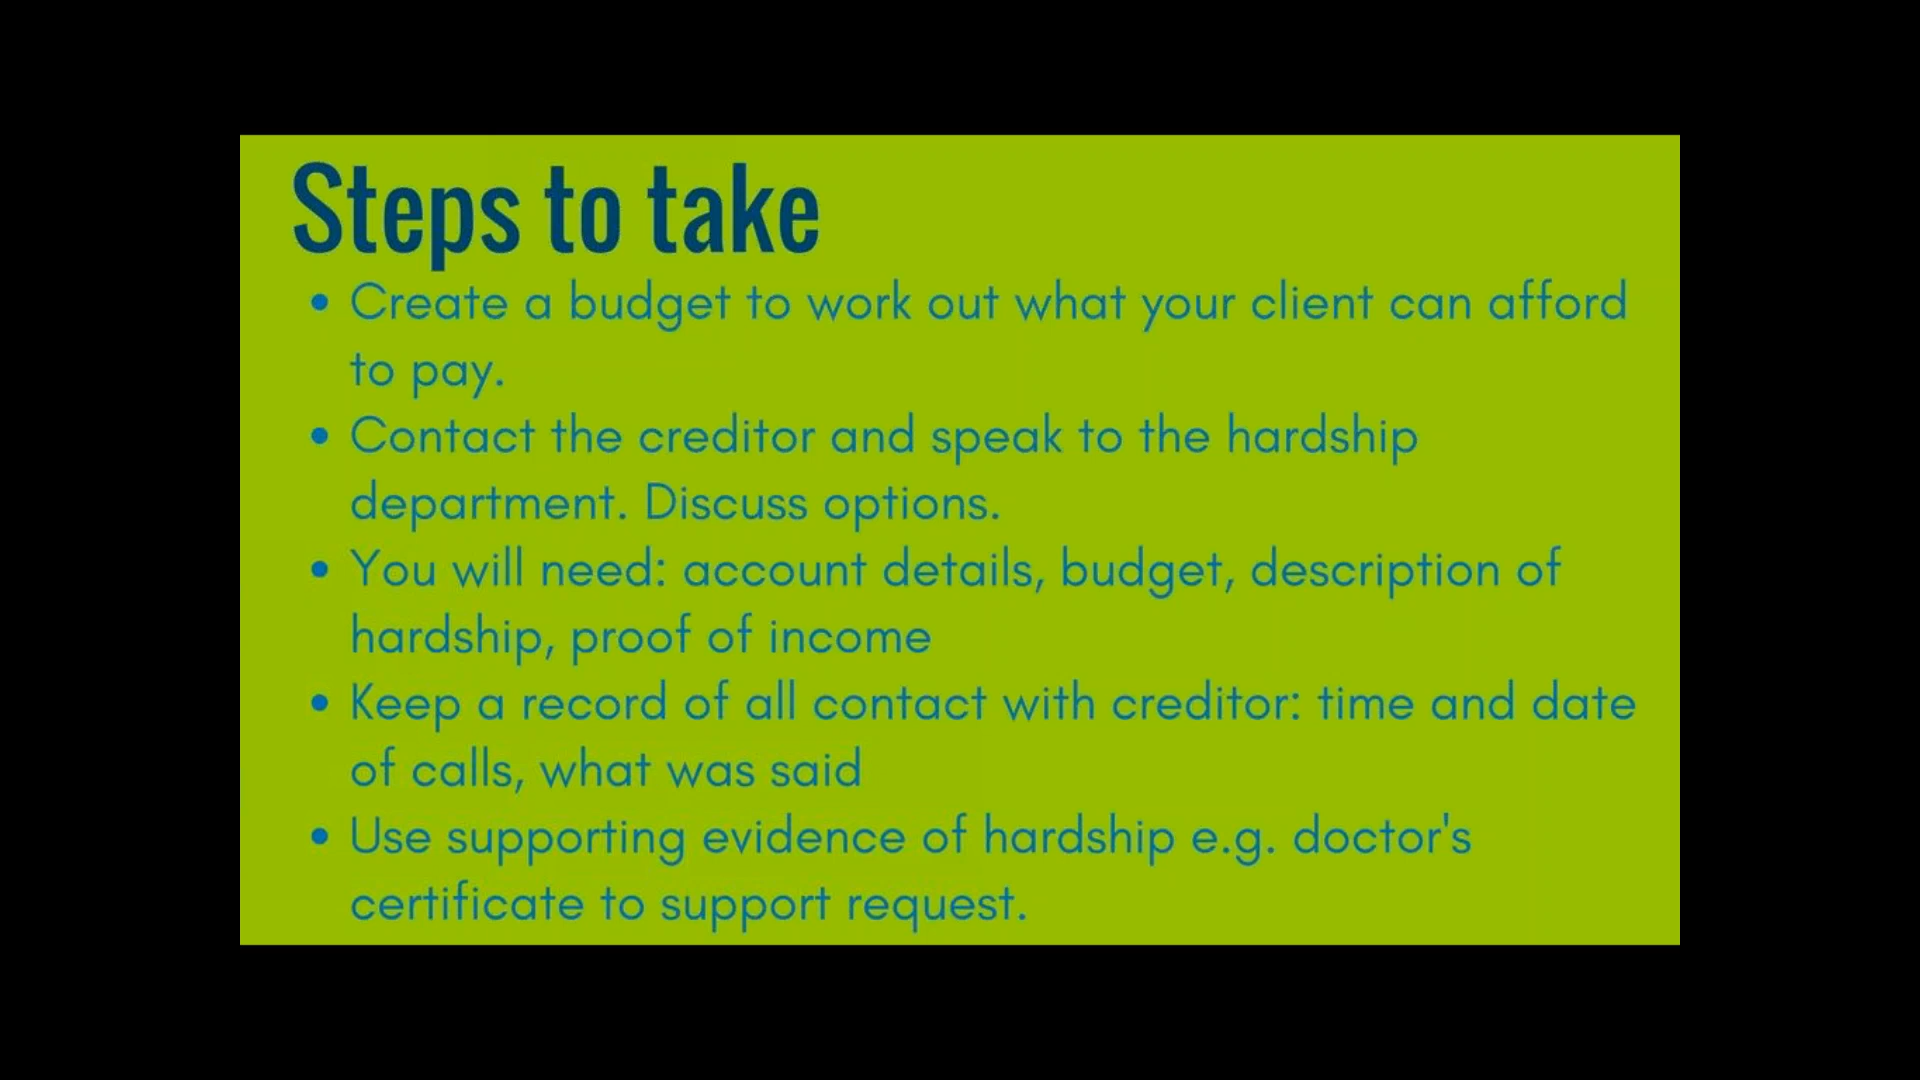 Steps to take
• Create a budget to work out what your client can afford
to pay.
• Contact the creditor and speak to the hardship
department. Discuss options.
• You will need: account details, budget, description of
hardship, proof of income
• Keep a record of all contact with creditor: time and date
of calls, what was said
• Use supporting evidence of hardship e.g. doctor's
certificate to support request.